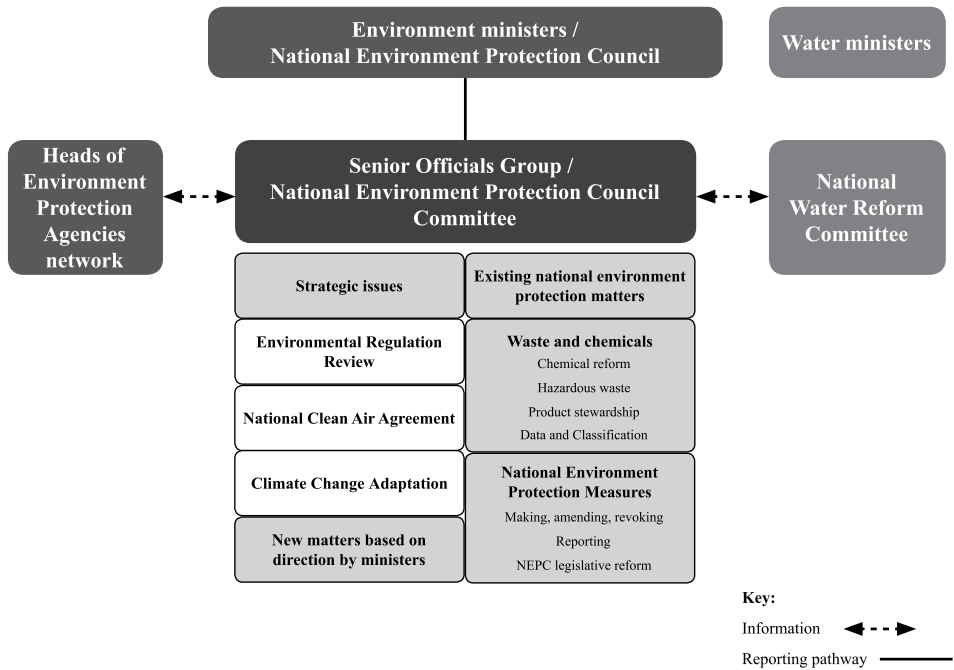 Environment ministers /
National Environment Protection Council
Water ministers
Heads of
Environment
Protection
Agencies
network
Senior Officials Group /
National Environment Protection Council
Committee
National
Water Reform
Committee
Strategic issues
Existing national environment
protection matters
Environmental Regulation
Review
National Clean Air Agreement
Climate Change Adaptation
New matters based on
direction by ministers
Waste and chemicals
Chemical reform
Hazardous waste
Product stewardship
Data and Classification
National Environment
Protection Measures
Making, amending, revoking
Reporting
NEPC legislative reform
Key:
Information
Reporting pathway